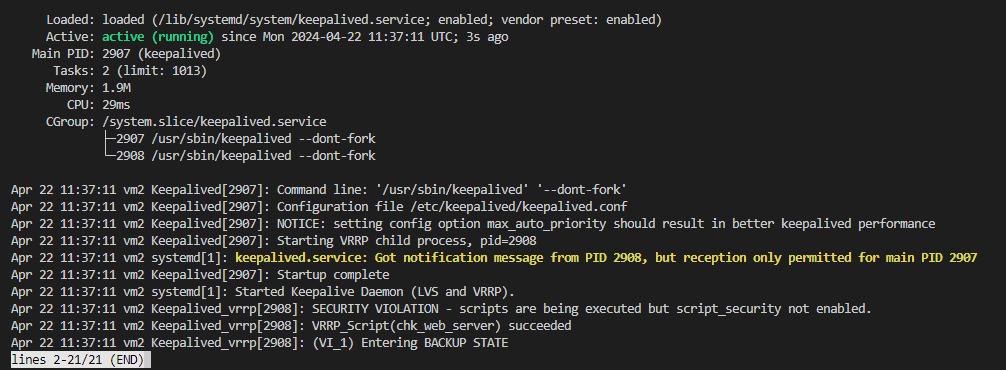 Loaded: loaded (/lib/systemd/system/keepalived.service; enabled; vendor preset: enabled)
Active: active (running) since Mon 2024-04-22 11:37:11 UTC; 3s ago
Main PID: 2907 (keepalived)
Tasks: 2 (limit: 1013)
Memory: 1.9M
CPU: 29ms
CGroup: /system.slice/keepalived.service
├─2907 /usr/sbin/keepalived --dont-fork
└─2908 /usr/sbin/keepalived --dont-fork
Apr 22 11:37:11 vm2 Keepalived[2907]: Command line: '/usr/sbin/keepalived' '--dont-fork'
Apr 22 11:37:11 vm2 Keepalived[2907]: Configuration file /etc/keepalived/keepalived.conf
Apr 22 11:37:11 vm2 Keepalived[2907]: NOTICE: setting config option max_auto_priority should result in better keepalived performance
Apr 22 11:37:11 vm2 Keepalived[2907]: Starting VRRP child process, pid=2908
Apr 22 11:37:11 vm2 systemd[1]: keepalived.service: Got notification message from PID 2908, but reception only permitted for main PID 2907
Apr 22 11:37:11 vm2 Keepalived[2907]: Startup complete
Apr 22 11:37:11 vm2 systemd[1]: Started Keepalive Daemon (LVS and VRRP).
Apr 22 11:37:11 vm2 Keepalived_vrrp[2908]: SECURITY VIOLATION - scripts are being executed but script_security not enabled.
Apr 22 11:37:11 vm2 Keepalived_vrrp[2908]: VRRP_Script(chk_web_server) succeeded
Apr 22 11:37:11 vm2 Keepalived_vrrp[2908]: (VI_1) Entering BACKUP STATE
lines 2-21/21 (END)